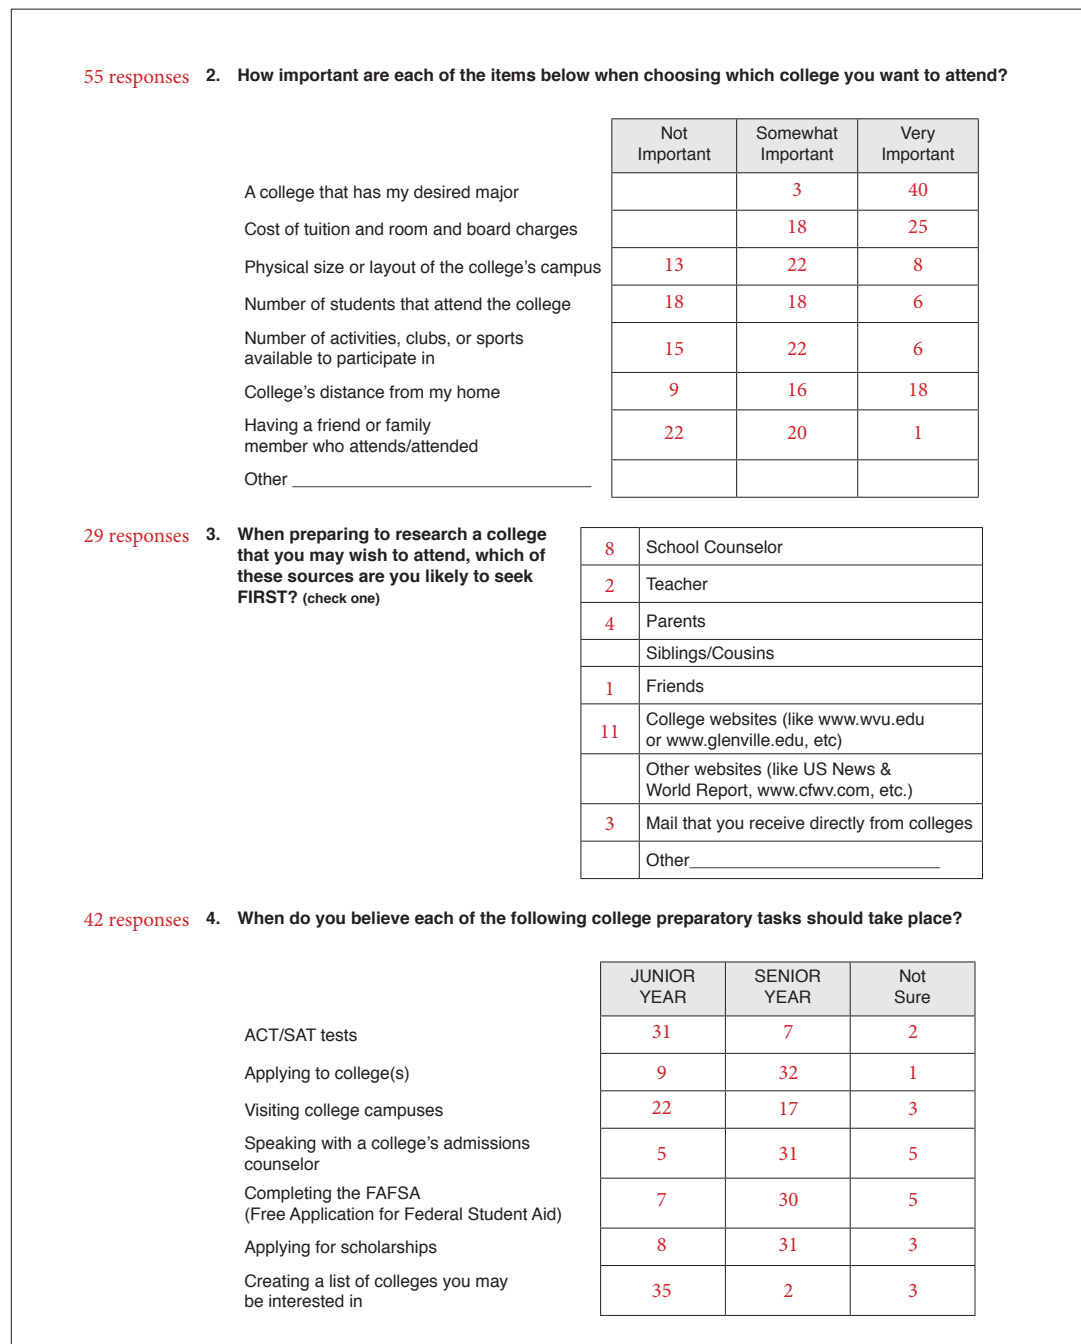 55 responses 2. How important are each of the items below when choosing which college you want to attend?
Not Important Somewhat Important Very Important
A college that has my desired major 3 40
Cost of tuition and room and board charges 18 25
Physical size or layout of the college's campus 13 22 8
Number of students that attend the college 18 18 6
Number of activities, clubs, or sports
available to participate in 15 22 6
College's distance from my home 9 16 18
Having a friend or family
member who attends/attended 22 20 1
Other ________________________________
29 responses 3. When preparing to research a college
that you may wish to attend, which of
these sources are you likely to seek
FIRST? (check one)
8 School Counselor
2 Teacher
4 Parents
Siblings/Cousins
1 Friends
11 College websites (like www.wvu.edu
or www.glenville.edu, etc)
Other websites (like US News &
World Report, www.cfwv.com, etc.)
3 Mail that you receive directly from colleges
Other___________________________
42 responses 4. When do you believe each of the following college preparatory tasks should take place?
JUNIOR YEAR SENIOR YEAR Not Sure
ACT/SAT tests 31 7 2
Applying to college(s) 9 32 1
Visiting college campuses 22 17 3
Speaking with a college's admissions
counselor 5 31 5
Completing the FAFSA
(Free Application for Federal Student Aid) 7 30 5
Applying for scholarships 8 31 3
Creating a list of colleges you may
be interested in 35 2 3